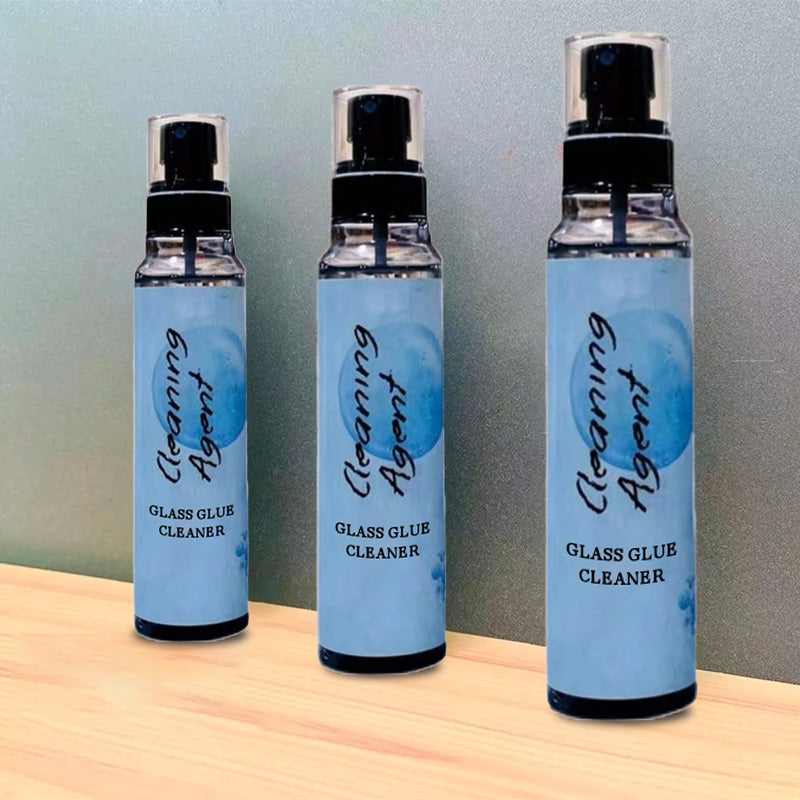 Cleaning
Agent
GLASS GLUE
CLEANER
Cleaning
Agent
GLASS GLUE
CLEANER
Cleaning
Agent
GLASS GLUE
CLEANER